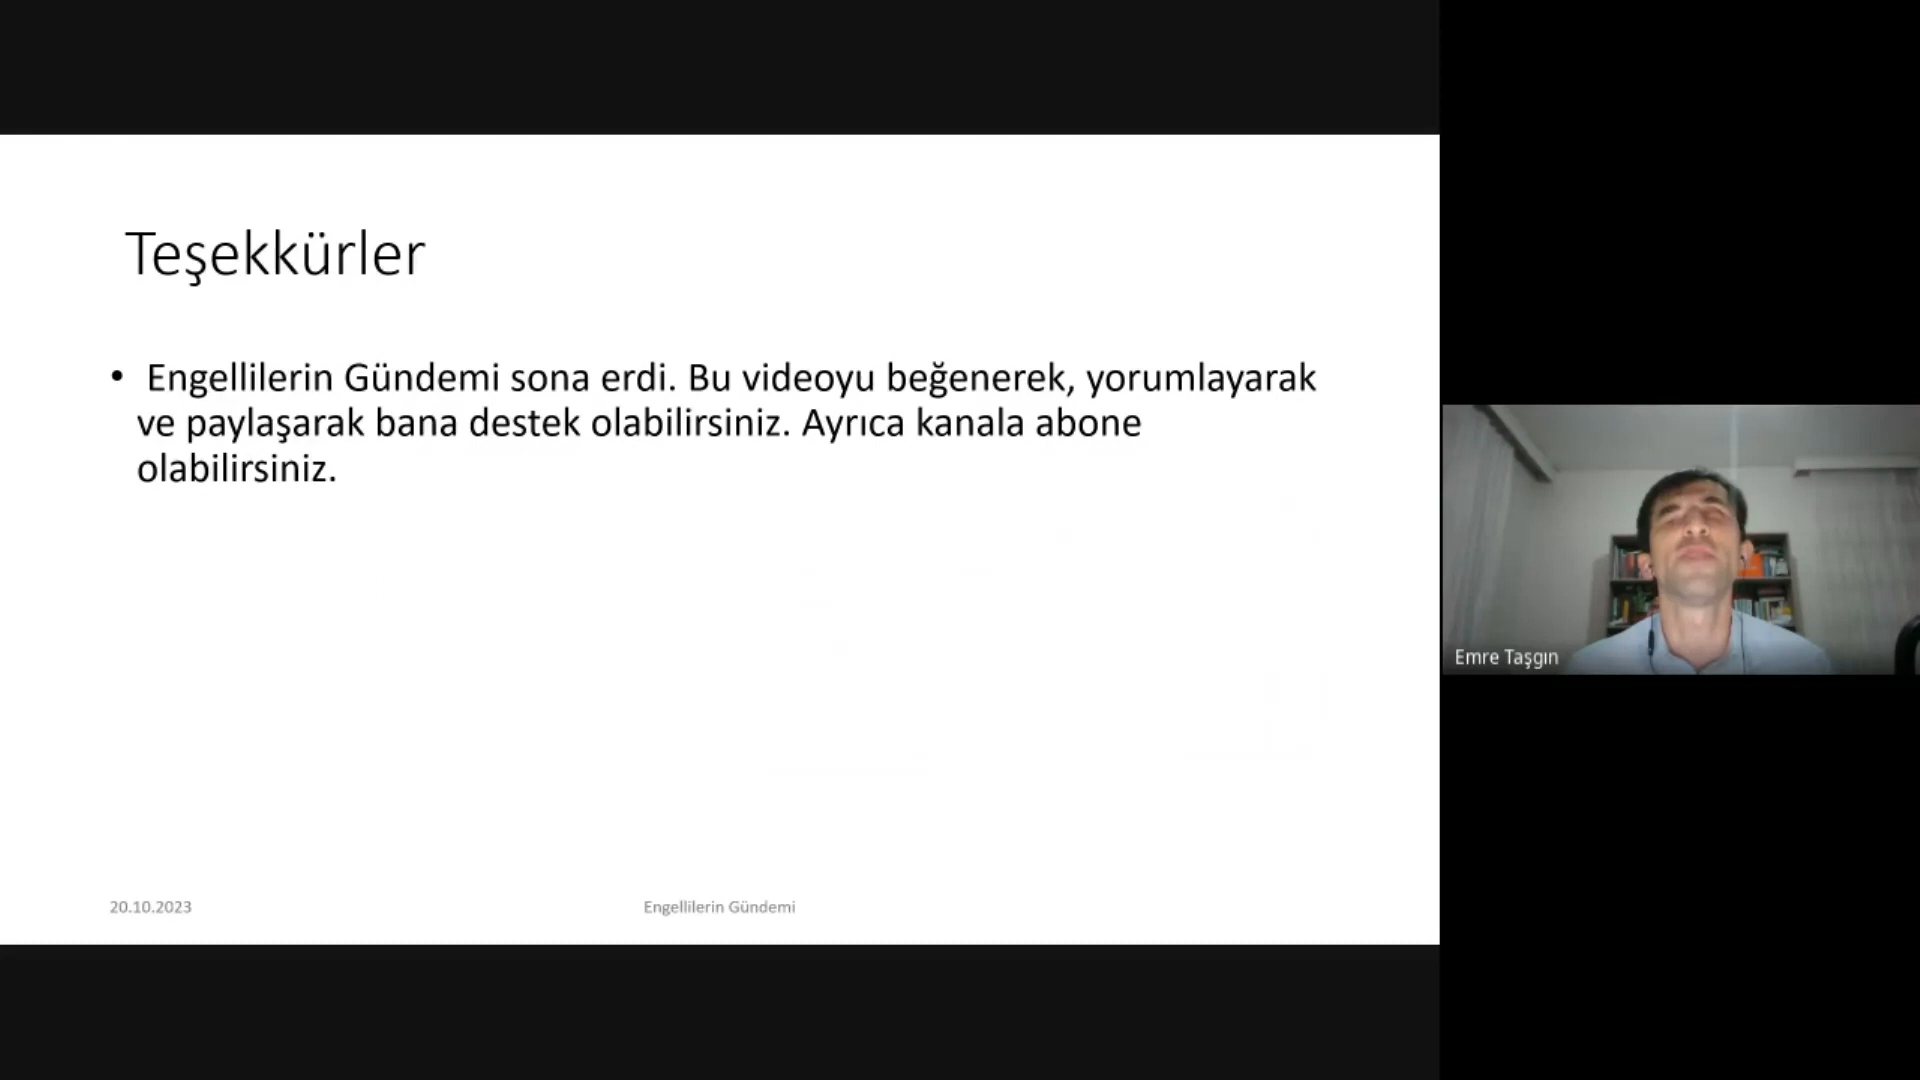 Teşekkürler
• Engellilerin Gündemi sona erdi. Bu videoyu beğenerek, yorumlayarak
ve paylaşarak bana destek olabilirsiniz. Ayrıca kanala abone
olabilirsiniz.
Emre Taşgın
20.10.2023
Engellilerin Gündemi